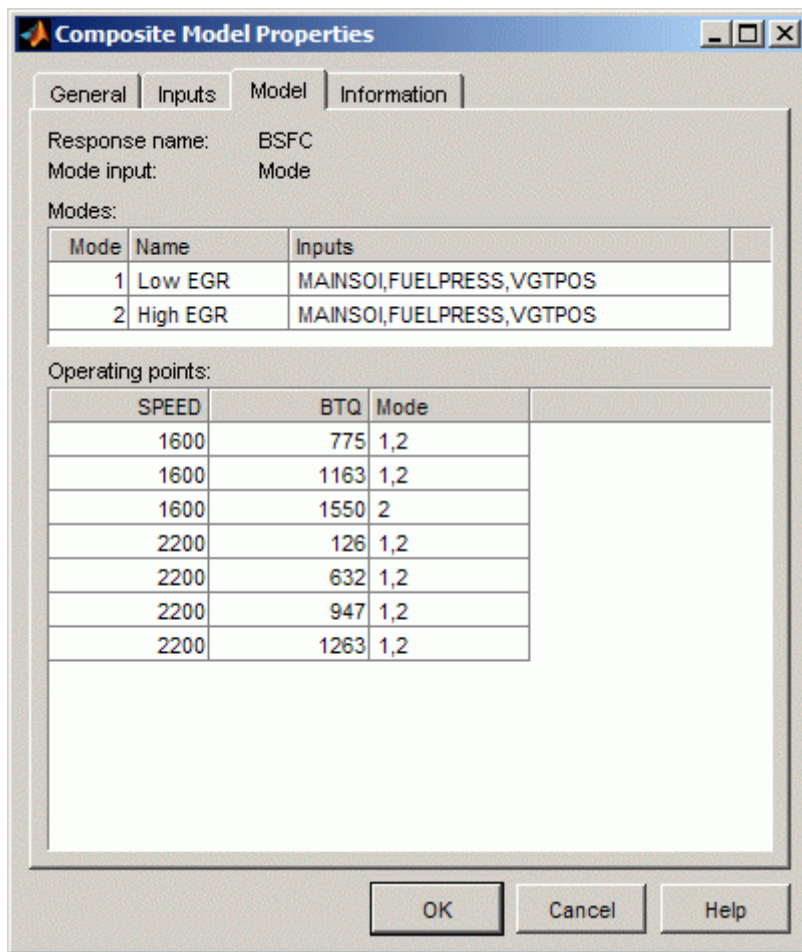 Composite Model Properties
General Inputs Model Information
Response name: BSFC
Mode input: Mode
Modes:
Mode Name Inputs
1 Low EGR MAINSOI,FUELPRESS,VGTPOS
2 High EGR MAINSOI,FUELPRESS,VGTPOS
Operating points:
SPEED BTQ Mode
1600 775 1,2
1600 1163 1,2
1600 1550 2
2200 126 1,2
2200 632 1,2
2200 947 1,2
2200 1263 1,2
OK Cancel Help